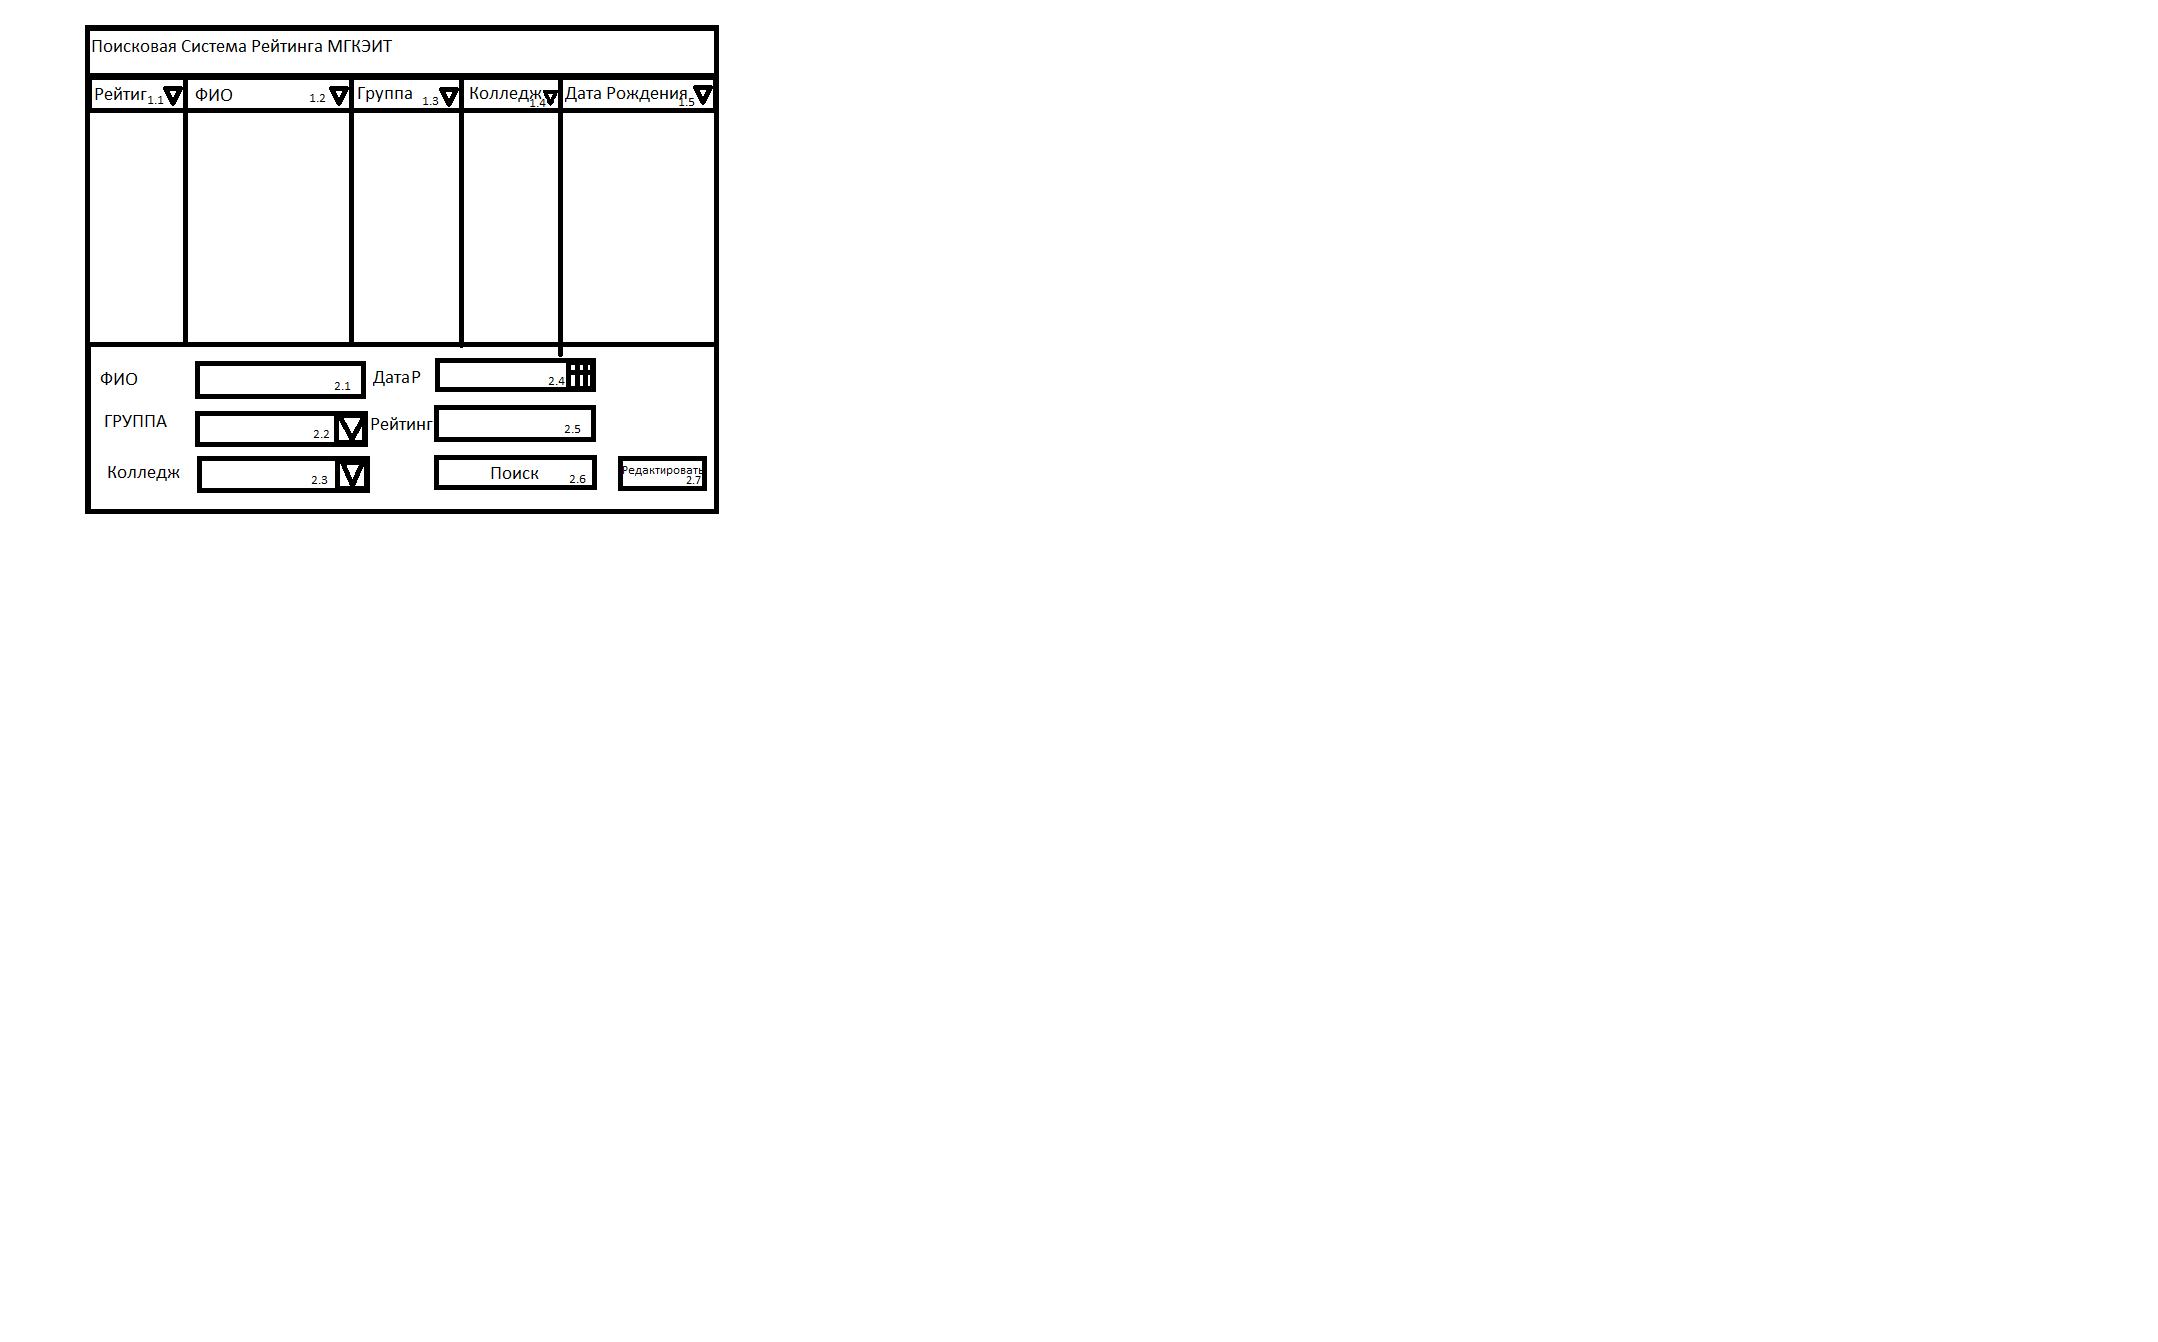 Поисковая Система Рейтинга МГКЭИТ
Рейтиг 1.1 ФИО 1.2 Группа 1.3 Колледж 1.4 Дата Рождения 1.5
ФИО 2.1 ДатаР 2.4
ГРУППА 2.2 Рейтинг 2.5
Колледж 2.3 Поиск 2.6 Редактировать 2.7